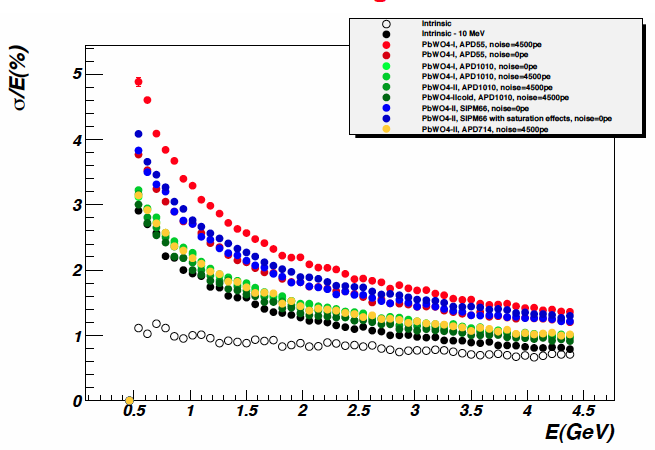 Intrinsic
Intrinsic - 10 MeV
PbWO4-I, APD55, noise=4500pe
PbWO4-I, APD55, noise=0pe
PbWO4-I, APD1010, noise=0pe
PbWO4-I, APD1010, noise=4500pe
PbWO4-II, APD1010, noise=4500pe
PbWO4-IIcold, APD1010, noise=4500pe
PbWO4-II, SIPM66, noise=0pe
PbWO4-II, SIPM66 with saturation effects, noise=0pe
PbWO4-II, APD714, noise=4500pe
σ/E(%)
5
4
3
2
1
0
0.5 1 1.5 2 2.5 3 3.5 4 4.5
E(GeV)